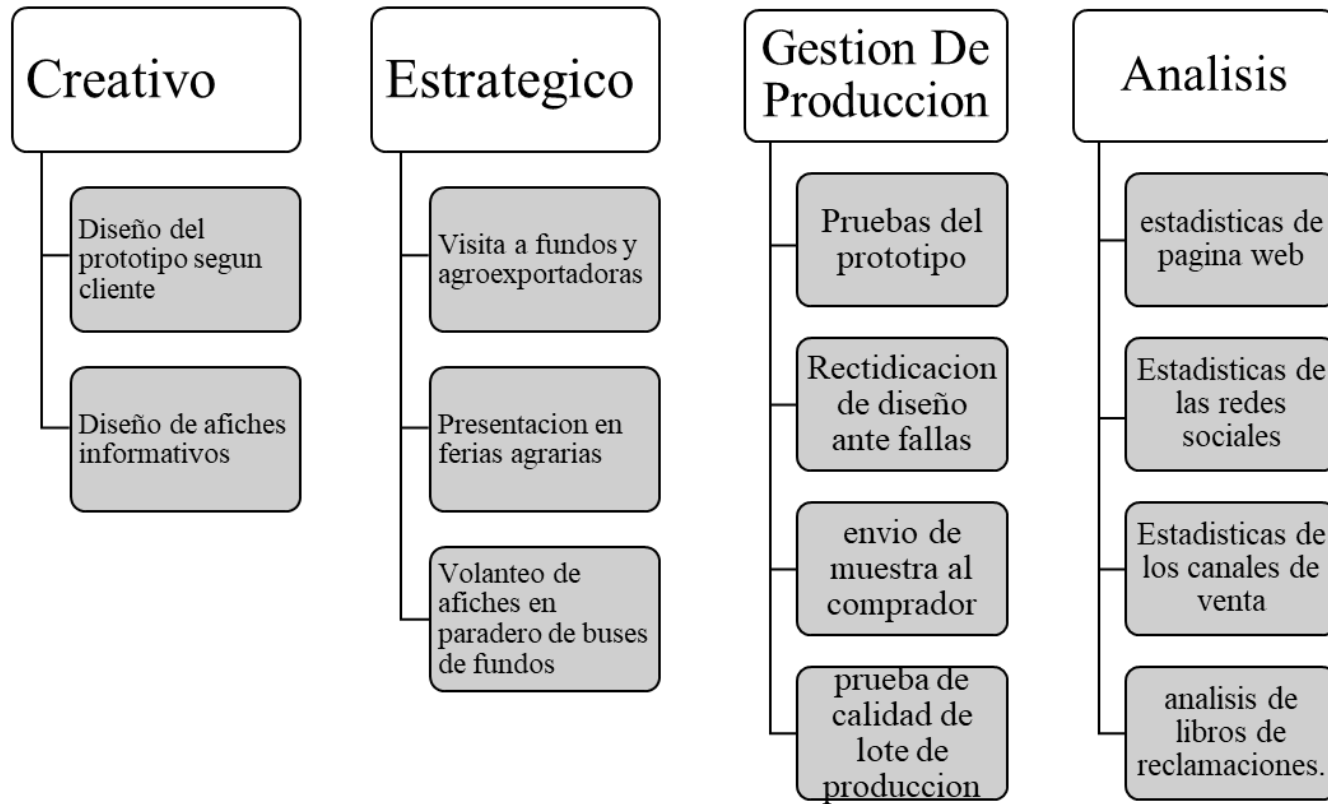 Creativo
Diseño del
prototipo segun
cliente
Diseño de afiches
informativos
Estrategico
Visita a fundos y
agroexportadoras
Presentacion en
ferias agrarias
Volanteo de
afiches en
paradero de buses
de fundos
Gestion De
Produccion
Pruebas del
prototipo
Rectidicacion
de diseño
ante fallas
envio de
muestra al
comprador
prueba de
calidad de
lote de
produccion
Analisis
estadisticas de
pagina web
Estadisticas de
las redes
sociales
Estadisticas de
los canales de
venta
analisis de
libros de
reclamaciones.